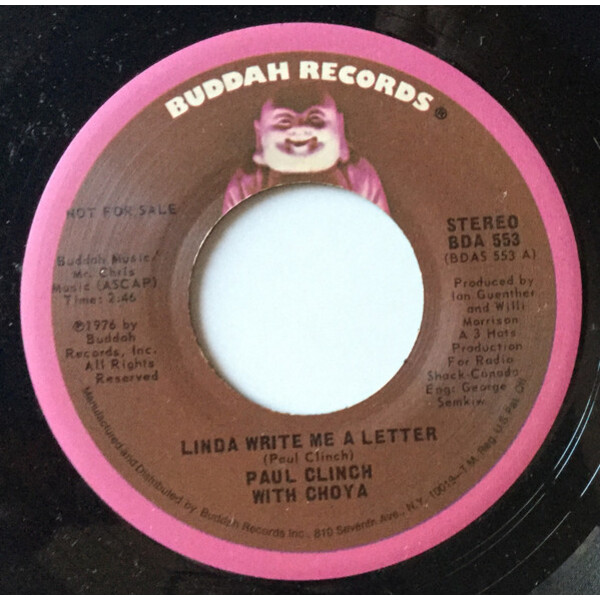 BUDDAH RECORDS®
NOT FOR SALE
Buddah Music/
Mr. Chris
Music (ASCAP)
Time: 2:46
℗1976 by
Buddah
Records, Inc.
All Rights
Reserved
STEREO
BDA 553
(BDAS 553 A)
Produced by
Ian Guenther
and Willi
Morrison
A 3 Hats
Production
For Radio
Shack-Canada
Eng: George
Semkiw
LINDA WRITE ME A LETTER
(Paul Clinch)
PAUL CLINCH
WITH CHOYA
Manufactured and Distributed by Buddah Records Inc., 810 Seventh Ave., N.Y. 10019—T.M. Reg. U.S. Pat. Off.